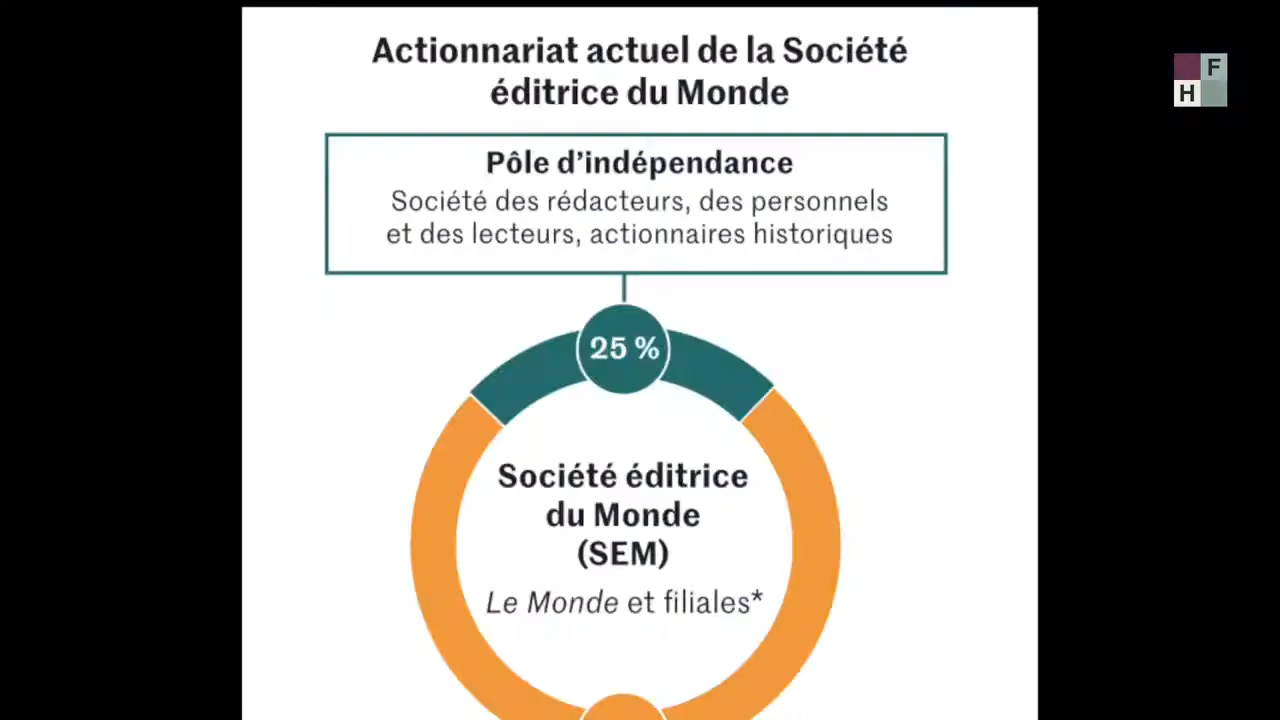 Actionnariat actuel de la Société
éditrice du Monde
F
H
Pôle d’indépendance
Société des rédacteurs, des personnels
et des lecteurs, actionnaires historiques
25 %
Société éditrice
du Monde
(SEM)
Le Monde et filiales*